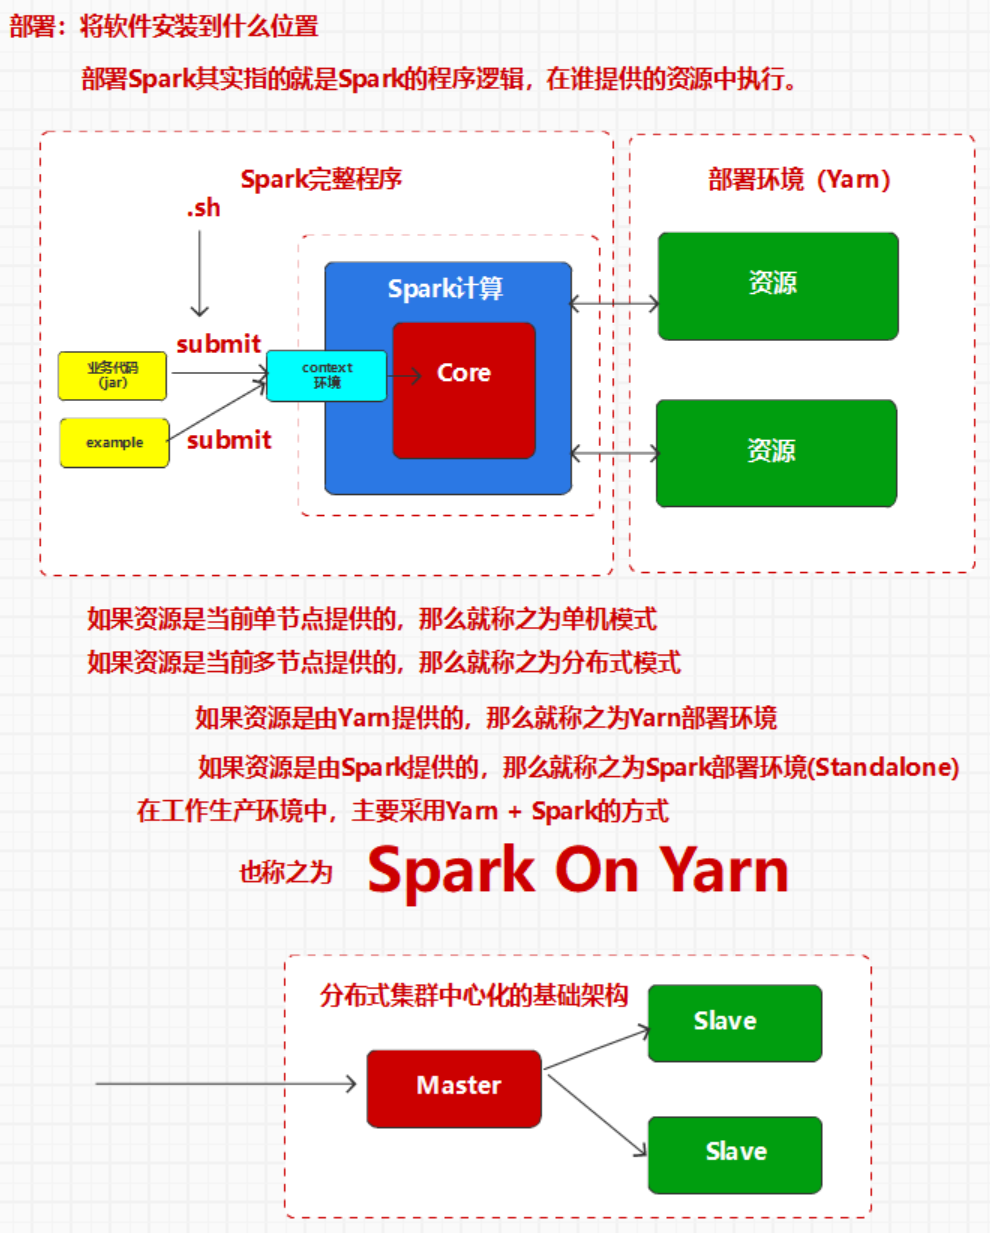 部署：将软件安装到什么位置
部署Spark其实指的就是Spark的程序逻辑，在谁提供的资源中执行。
Spark完整程序
.sh
部署环境（Yarn）
Spark计算
资源
submit
业务代码
（jar）
context
环境
Core
example
submit
资源
如果资源是当前单节点提供的，那么就称之为单机模式
如果资源是当前多节点提供的，那么就称之为分布式模式
如果资源是由Yarn提供的，那么就称之为Yarn部署环境
如果资源是由Spark提供的，那么就称之为Spark部署环境(Standalone)
在工作生产环境中，主要采用Yarn + Spark的方式
也称之为 Spark On Yarn
分布式集群中心化的基础架构
Slave
Master
Slave